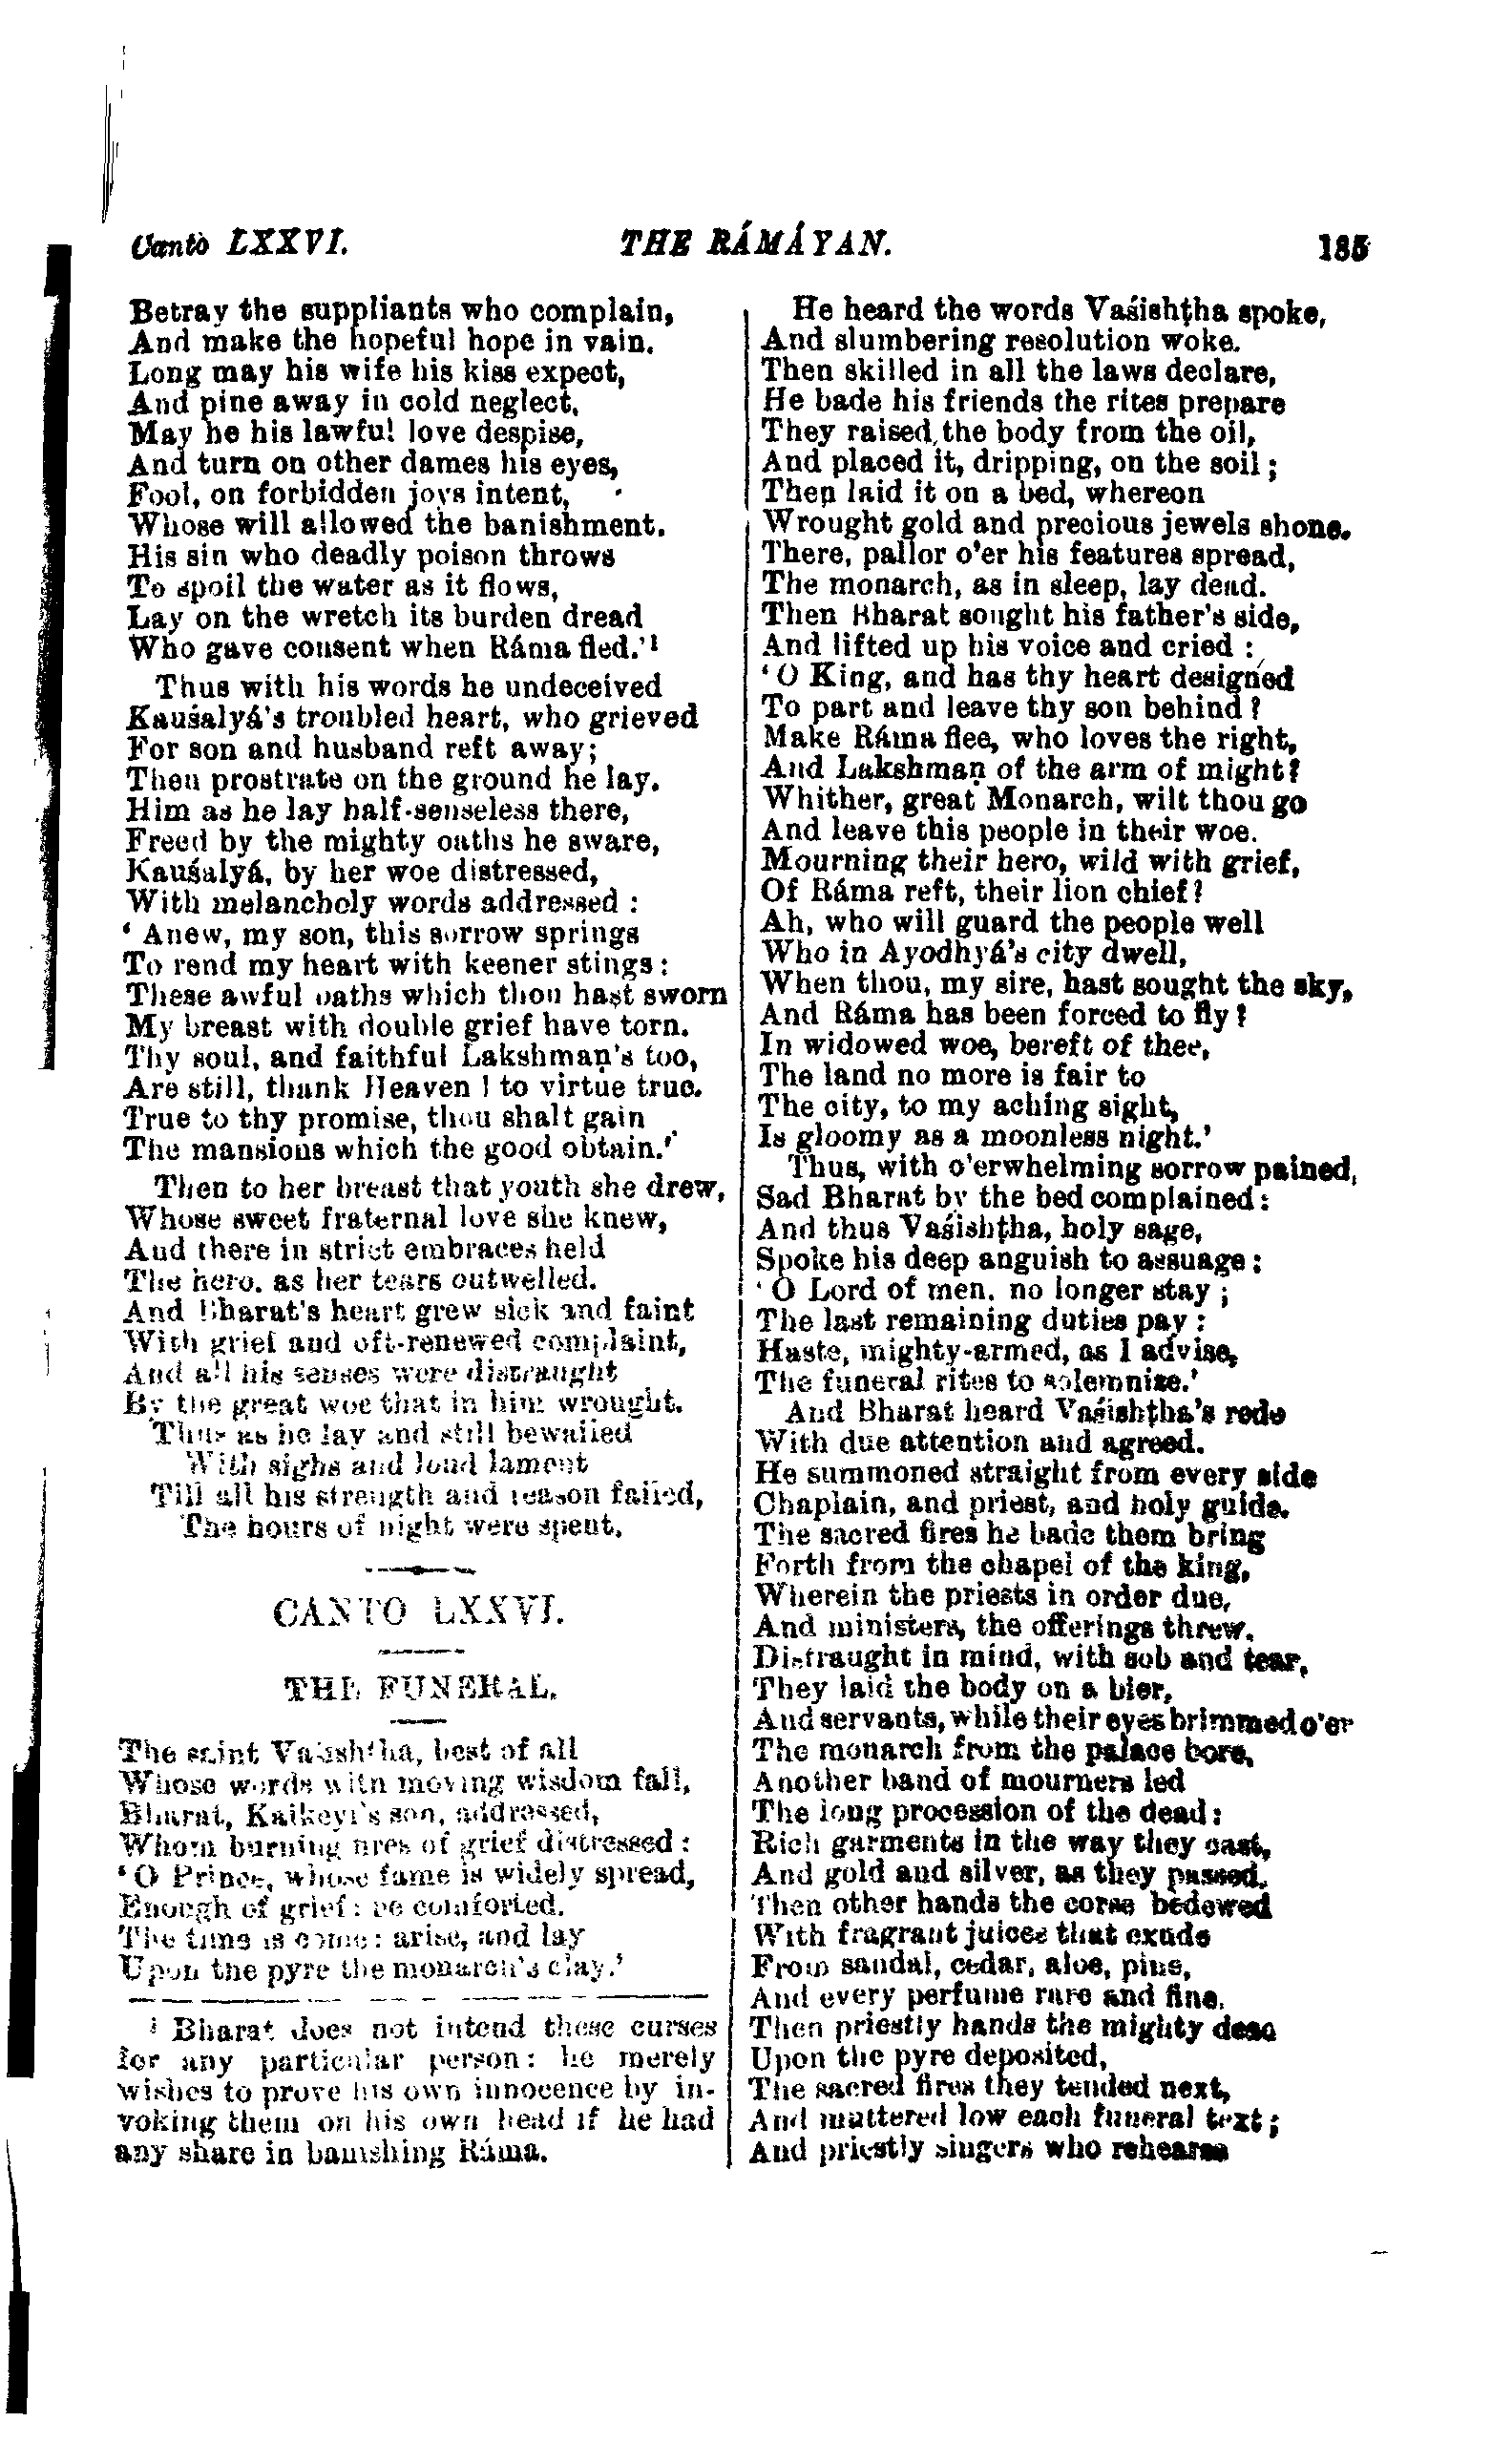 Canto LXXVI.
THE RÁMÁYAN.
185
Betray the suppliants who complain,
And make the hopeful hope in vain.
Long may his wife his kiss expect,
And pine away in cold neglect.
May he his lawful love despise,
And turn on other dames his eyes,
Fool, on forbidden joys intent,
Whose will allowed the banishment.
His sin who deadly poison throws
To spoil the water as it flows,
Lay on the wretch its burden dread
Who gave consent when Ráma fled.'¹
Thus with his words he undeceived
Kauśalyá's troubled heart, who grieved
For son and husband reft away;
Then prostrate on the ground he lay.
Him as he lay half-senseless there,
Freed by the mighty oaths he sware,
Kauśalyá, by her woe distressed,
With melancholy words addressed :
' Anew, my son, this sorrow springs
To rend my heart with keener stings:
These awful oaths which thou hast sworn
My breast with double grief have torn.
Thy soul, and faithful Lakshmaṇ's too,
Are still, thank Heaven ! to virtue true.
True to thy promise, thou shalt gain
The mansions which the good obtain.'
Then to her breast that youth she drew,
Whose sweet fraternal love she knew,
And there in strict embraces held
The hero, as her tears outwelled.
And Bharat's heart grew sick and faint
With grief and oft-renewed complaint,
And all his senses were distraught
By the great woe that in him wrought.
Thus as he lay and still bewailed
With sighs and loud lament
Till all his strength and reason failed,
The hours of night were spent.
CANTO LXXVI.
THE FUNERAL.
The saint Vaśishṭha, best of all
Whose words with moving wisdom fall,
Bharat, Kaikeyí's son, addressed,
Whom burning fires of grief distressed :
'O Prince, whose fame is widely spread,
Enough of grief: be comforted.
The time is come: arise, and lay
Upon the pyre the monarch's clay.'
¹ Bharat does not intend these curses
for any particular person: he merely
wishes to prove his own innocence by in-
voking them on his own head if he had
any share in banishing Ráma.
He heard the words Vaśishṭha spoke,
And slumbering resolution woke.
Then skilled in all the laws declare,
He bade his friends the rites prepare
They raised the body from the oil,
And placed it, dripping, on the soil ;
Then laid it on a bed, whereon
Wrought gold and precious jewels shone.
There, pallor o'er his features spread,
The monarch, as in sleep, lay dead.
Then Bharat sought his father's side,
And lifted up his voice and cried :
'O King, and has thy heart designed
To part and leave thy son behind ?
Make Ráma flee, who loves the right,
And Lakshmaṇ of the arm of might?
Whither, great Monarch, wilt thou go
And leave this people in their woe.
Mourning their hero, wild with grief,
Of Ráma reft, their lion chief?
Ah, who will guard the people well
Who in Ayodhyá's city dwell,
When thou, my sire, hast sought the sky,
And Ráma has been forced to fly ?
In widowed woe, bereft of thee,
The land no more is fair to
The city, to my aching sight,
Is gloomy as a moonless night.'
Thus, with o'erwhelming sorrow pained,
Sad Bharat by the bed complained:
And thus Vaśishṭha, holy sage,
Spoke his deep anguish to assuage :
'O Lord of men, no longer stay ;
The last remaining duties pay :
Haste, mighty-armed, as I advise,
The funeral rites to solemnize.'
And Bharat heard Vaśishṭha's rede
With due attention and agreed.
He summoned straight from every side
Chaplain, and priest, and holy guide.
The sacred fires he bade them bring
Forth from the chapel of the king,
Wherein the priests in order due,
And ministers, the offerings threw.
Distraught in mind, with sob and tear,
They laid the body on a bier,
And servants, while their eyes brimmed o'er
The monarch from the palace bore,
Another band of mourners led
The long procession of the dead:
Rich garments in the way they cast,
And gold and silver, as they passed.
Then other hands the corse bedewed
With fragrant juices that exude
From sandal, cedar, aloe, pine,
And every perfume rare and fine.
Then priestly hands the mighty dead
Upon the pyre deposited,
The sacred fires they tended next,
And muttered low each funeral text ;
And priestly singers who rehearse